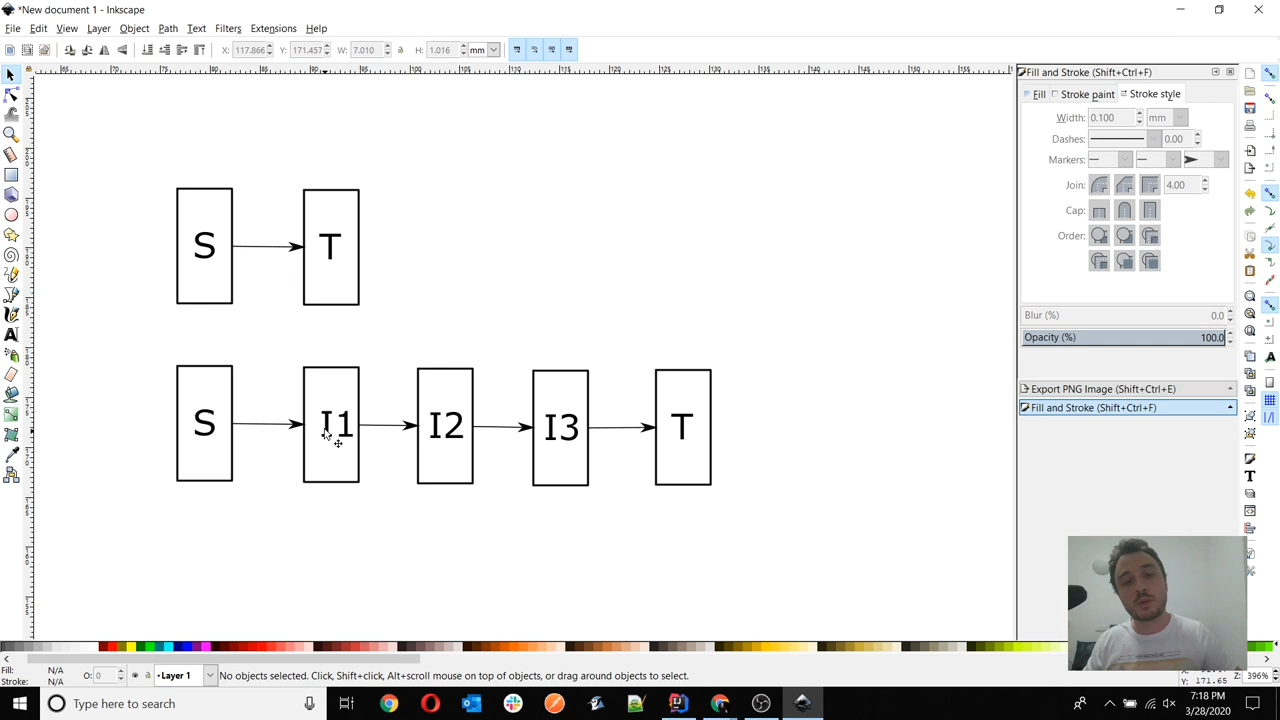 *New document 1 - Inkscape
File Edit View Layer Object Path Text Filters Extensions Help
X: 117.866 Y: 171.457 W: 7.010 H: 1.016 mm
Fill and Stroke (Shift+Ctrl+F)
Fill Stroke paint Stroke style
Width: 0.100 mm
Dashes: 0.00
Markers:
Join: 4.00
Cap:
Order:
Blur (%) 0.0
Opacity (%) 100.0
Export PNG Image (Shift+Ctrl+E)
Fill and Stroke (Shift+Ctrl+F)
S T
S I1 I2 I3 T
Fill: N/A
Stroke: N/A
O: 0
Layer 1
No objects selected. Click, Shift+click, Alt+scroll mouse on top of objects, or drag around objects to select.
Y: 171.65
Z: 396%
Type here to search
7:18 PM
3/28/2020